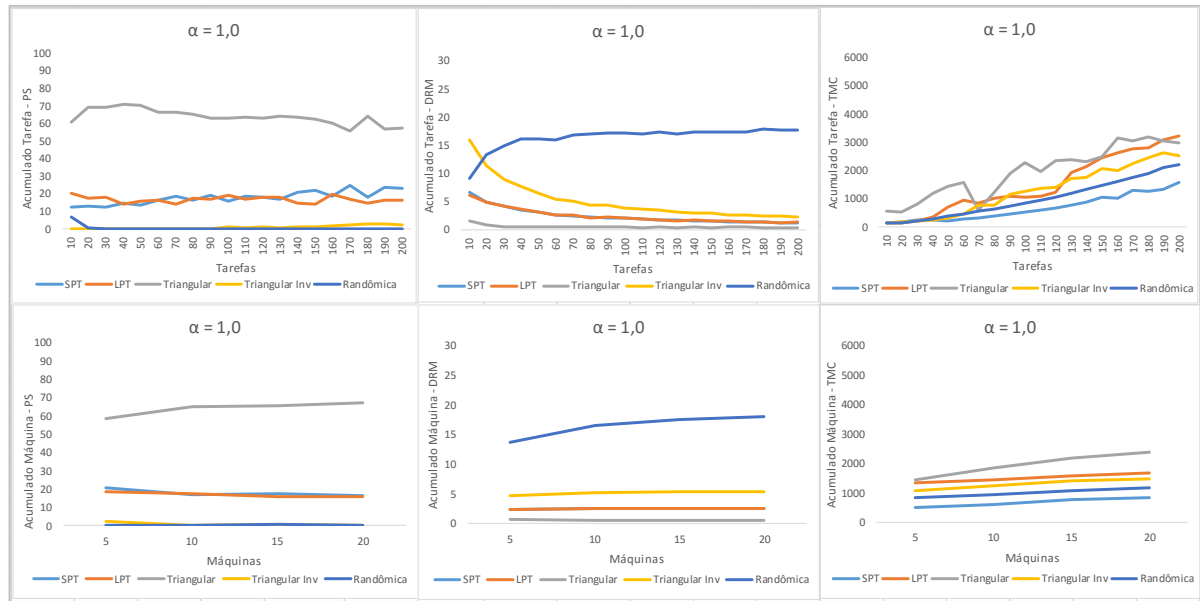 α = 1,0
Acumulado Tarefa - PS
100
90
80
70
60
50
40
30
20
10
0
10 20 30 40 50 60 70 80 90 100 110 120 130 140 150 160 170 180 190 200
Tarefas
SPT LPT Triangular Triangular Inv Randômica
α = 1,0
Acumulado Tarefa - DRM
30
25
20
15
10
5
0
10 20 30 40 50 60 70 80 90 100 110 120 130 140 150 160 170 180 190 200
Tarefas
SPT LPT Triangular Triangular Inv Randômica
α = 1,0
Acumulado Tarefa - TMC
6000
5000
4000
3000
2000
1000
0
10 20 30 40 50 60 70 80 90 100 110 120 130 140 150 160 170 180 190 200
Tarefas
SPT LPT Triangular Triangular Inv Randômica
α = 1,0
Acumulado Máquina - PS
100
90
80
70
60
50
40
30
20
10
0
5 10 15 20
Máquinas
SPT LPT Triangular Triangular Inv Randômica
α = 1,0
Acumulado Máquina - DRM
30
25
20
15
10
5
0
5 10 15 20
Máquinas
SPT LPT Triangular Triangular Inv Randômica
α = 1,0
Acumulado Máquina - TMC
6000
5000
4000
3000
2000
1000
0
5 10 15 20
Máquinas
SPT LPT Triangular Triangular Inv Randômica